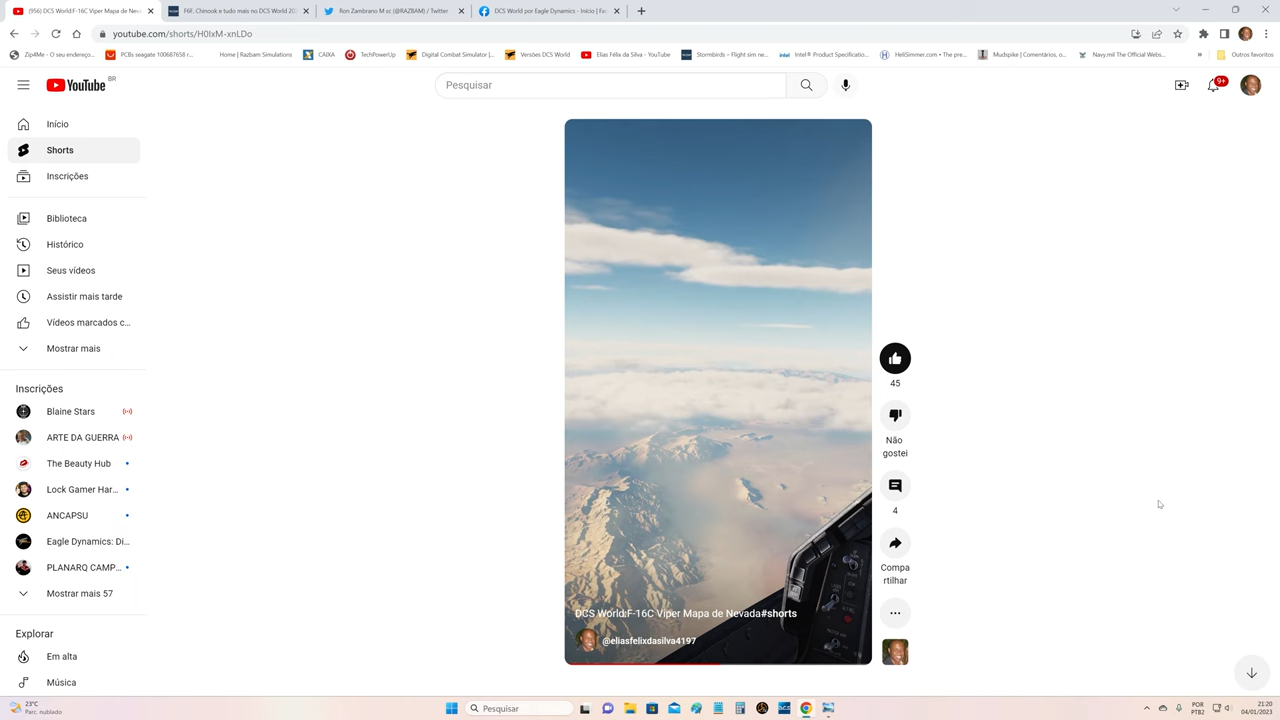 (956) DCS World:F-16C Viper Mapa de Nev
F6F, Chinook e tudo mais no DCS World 20
Ron Zambrano M sc (@RAZBAM) / Twitter
DCS World por Eagle Dynamics - Início | Fa
youtube.com/shorts/H0lxM-xnLDo
Zip4Me - O seu endereço...
PCBs seagate 100687658 r...
Home | Razbam Simulations
CAIXA
TechPowerUp
Digital Combat Simulator |...
Versões DCS World
Elias Félix da Silva - YouTube
Stormbirds – Flight sim ne...
Intel® Product Specificatio...
HeliSimmer.com • The pre...
Mudspike | Comentários, o...
Navy.mil The Official Webs...
»
Outros favoritos
YouTube BR
Pesquisar
9+
Início
Shorts
Inscrições
Biblioteca
Histórico
Seus vídeos
Assistir mais tarde
Vídeos marcados c...
Mostrar mais
Inscrições
Blaine Stars
ARTE DA GUERRA
The Beauty Hub
Lock Gamer Har...
ANCAPSU
Eagle Dynamics: Di...
PLANARQ CAMP...
Mostrar mais 57
Explorar
Em alta
Música
45
Não
gostei
4
Compa
rtilhar
DCS World:F-16C Viper Mapa de Nevada#shorts
@eliasfelixdasilva4197
23°C
Parc. nublado
Pesquisar
POR
PTB2
21:20
04/01/2023